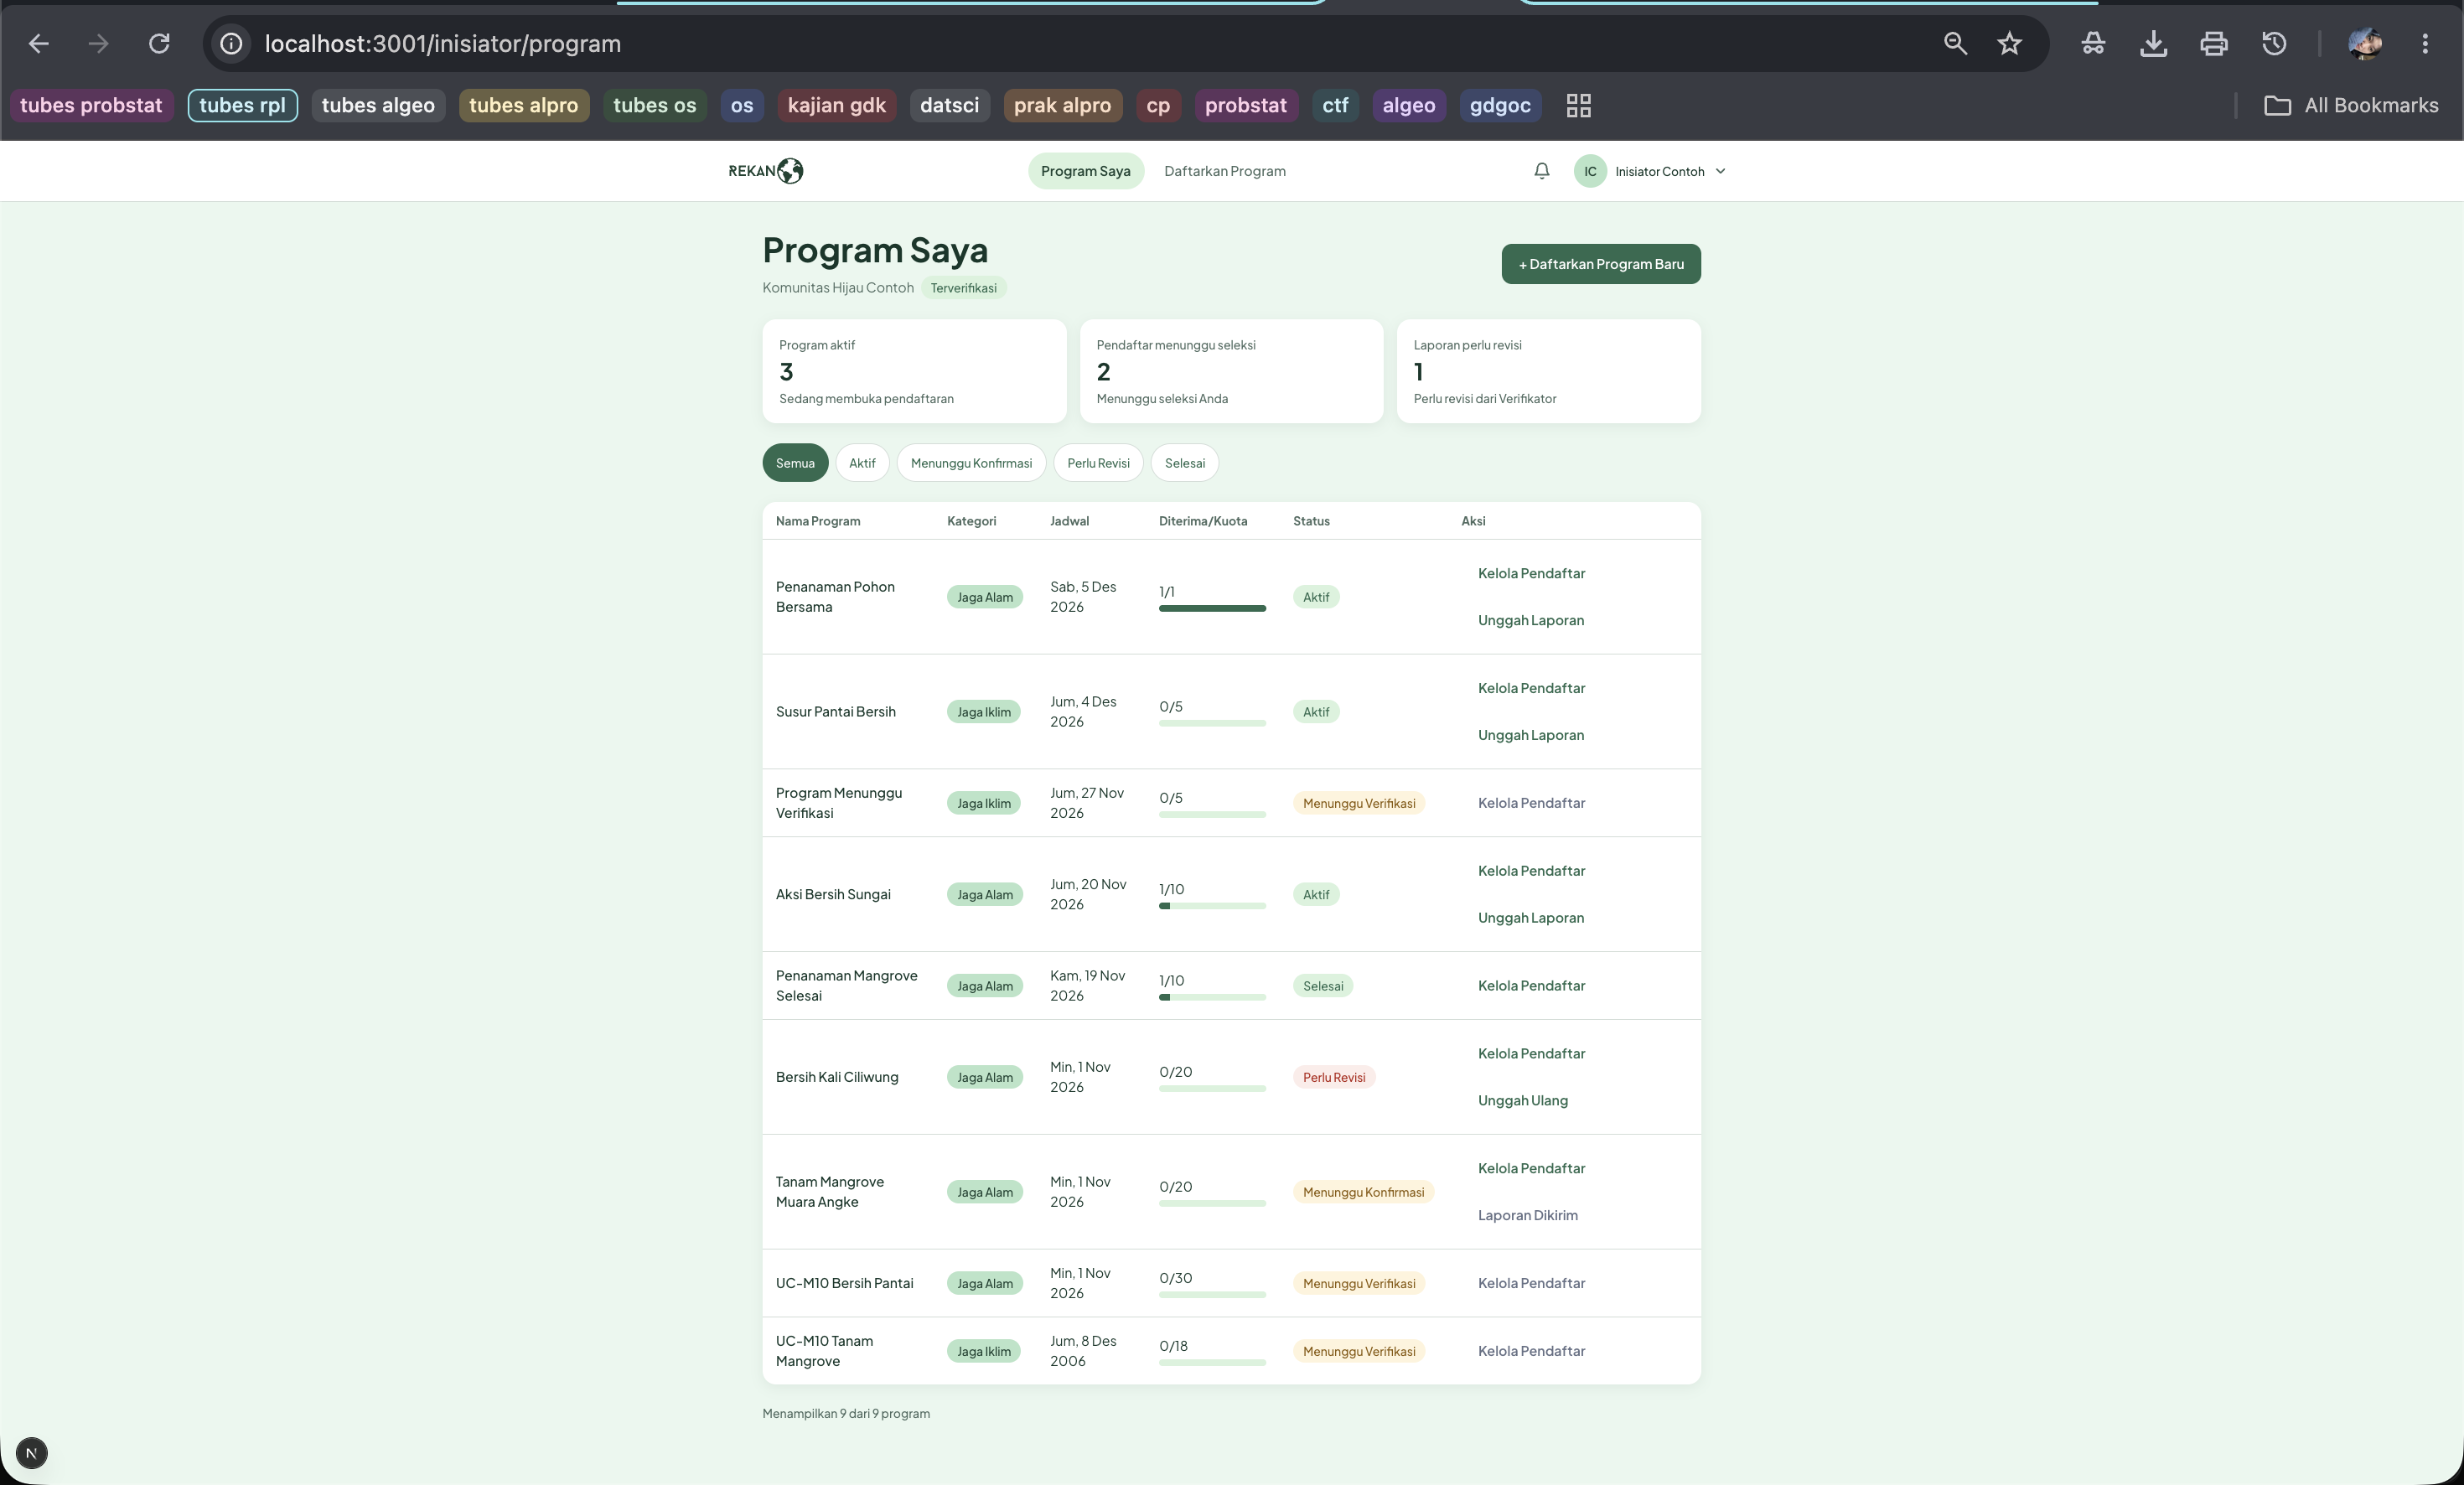 localhost:3001/inisiator/program
tubes probstat tubes rpl tubes algeo tubes alpro tubes os os kajian gdk datsci prak alpro cp probstat ctf algeo gdgoc All Bookmarks
REKAN Program Saya Daftarkan Program IC Inisiator Contoh
Program Saya
+ Daftarkan Program Baru
Komunitas Hijau Contoh Terverifikasi
Program aktif
3
Sedang membuka pendaftaran
Pendaftar menunggu seleksi
2
Menunggu seleksi Anda
Laporan perlu revisi
1
Perlu revisi dari Verifikator
Semua Aktif Menunggu Konfirmasi Perlu Revisi Selesai
Nama Program Kategori Jadwal Diterima/Kuota Status Aksi
Penanaman Pohon
Bersama
Jaga Alam
Sab, 5 Des
2026
1/1
Aktif
Kelola Pendaftar
Unggah Laporan
Susur Pantai Bersih
Jaga Iklim
Jum, 4 Des
2026
0/5
Aktif
Kelola Pendaftar
Unggah Laporan
Program Menunggu
Verifikasi
Jaga Iklim
Jum, 27 Nov
2026
0/5
Menunggu Verifikasi
Kelola Pendaftar
Aksi Bersih Sungai
Jaga Alam
Jum, 20 Nov
2026
1/10
Aktif
Kelola Pendaftar
Unggah Laporan
Penanaman Mangrove
Selesai
Jaga Alam
Kam, 19 Nov
2026
1/10
Selesai
Kelola Pendaftar
Bersih Kali Ciliwung
Jaga Alam
Min, 1 Nov
2026
0/20
Perlu Revisi
Kelola Pendaftar
Unggah Ulang
Tanam Mangrove
Muara Angke
Jaga Alam
Min, 1 Nov
2026
0/20
Menunggu Konfirmasi
Kelola Pendaftar
Laporan Dikirim
UC-M10 Bersih Pantai
Jaga Alam
Min, 1 Nov
2026
0/30
Menunggu Verifikasi
Kelola Pendaftar
UC-M10 Tanam
Mangrove
Jaga Iklim
Jum, 8 Des
2006
0/18
Menunggu Verifikasi
Kelola Pendaftar
Menampilkan 9 dari 9 program
N